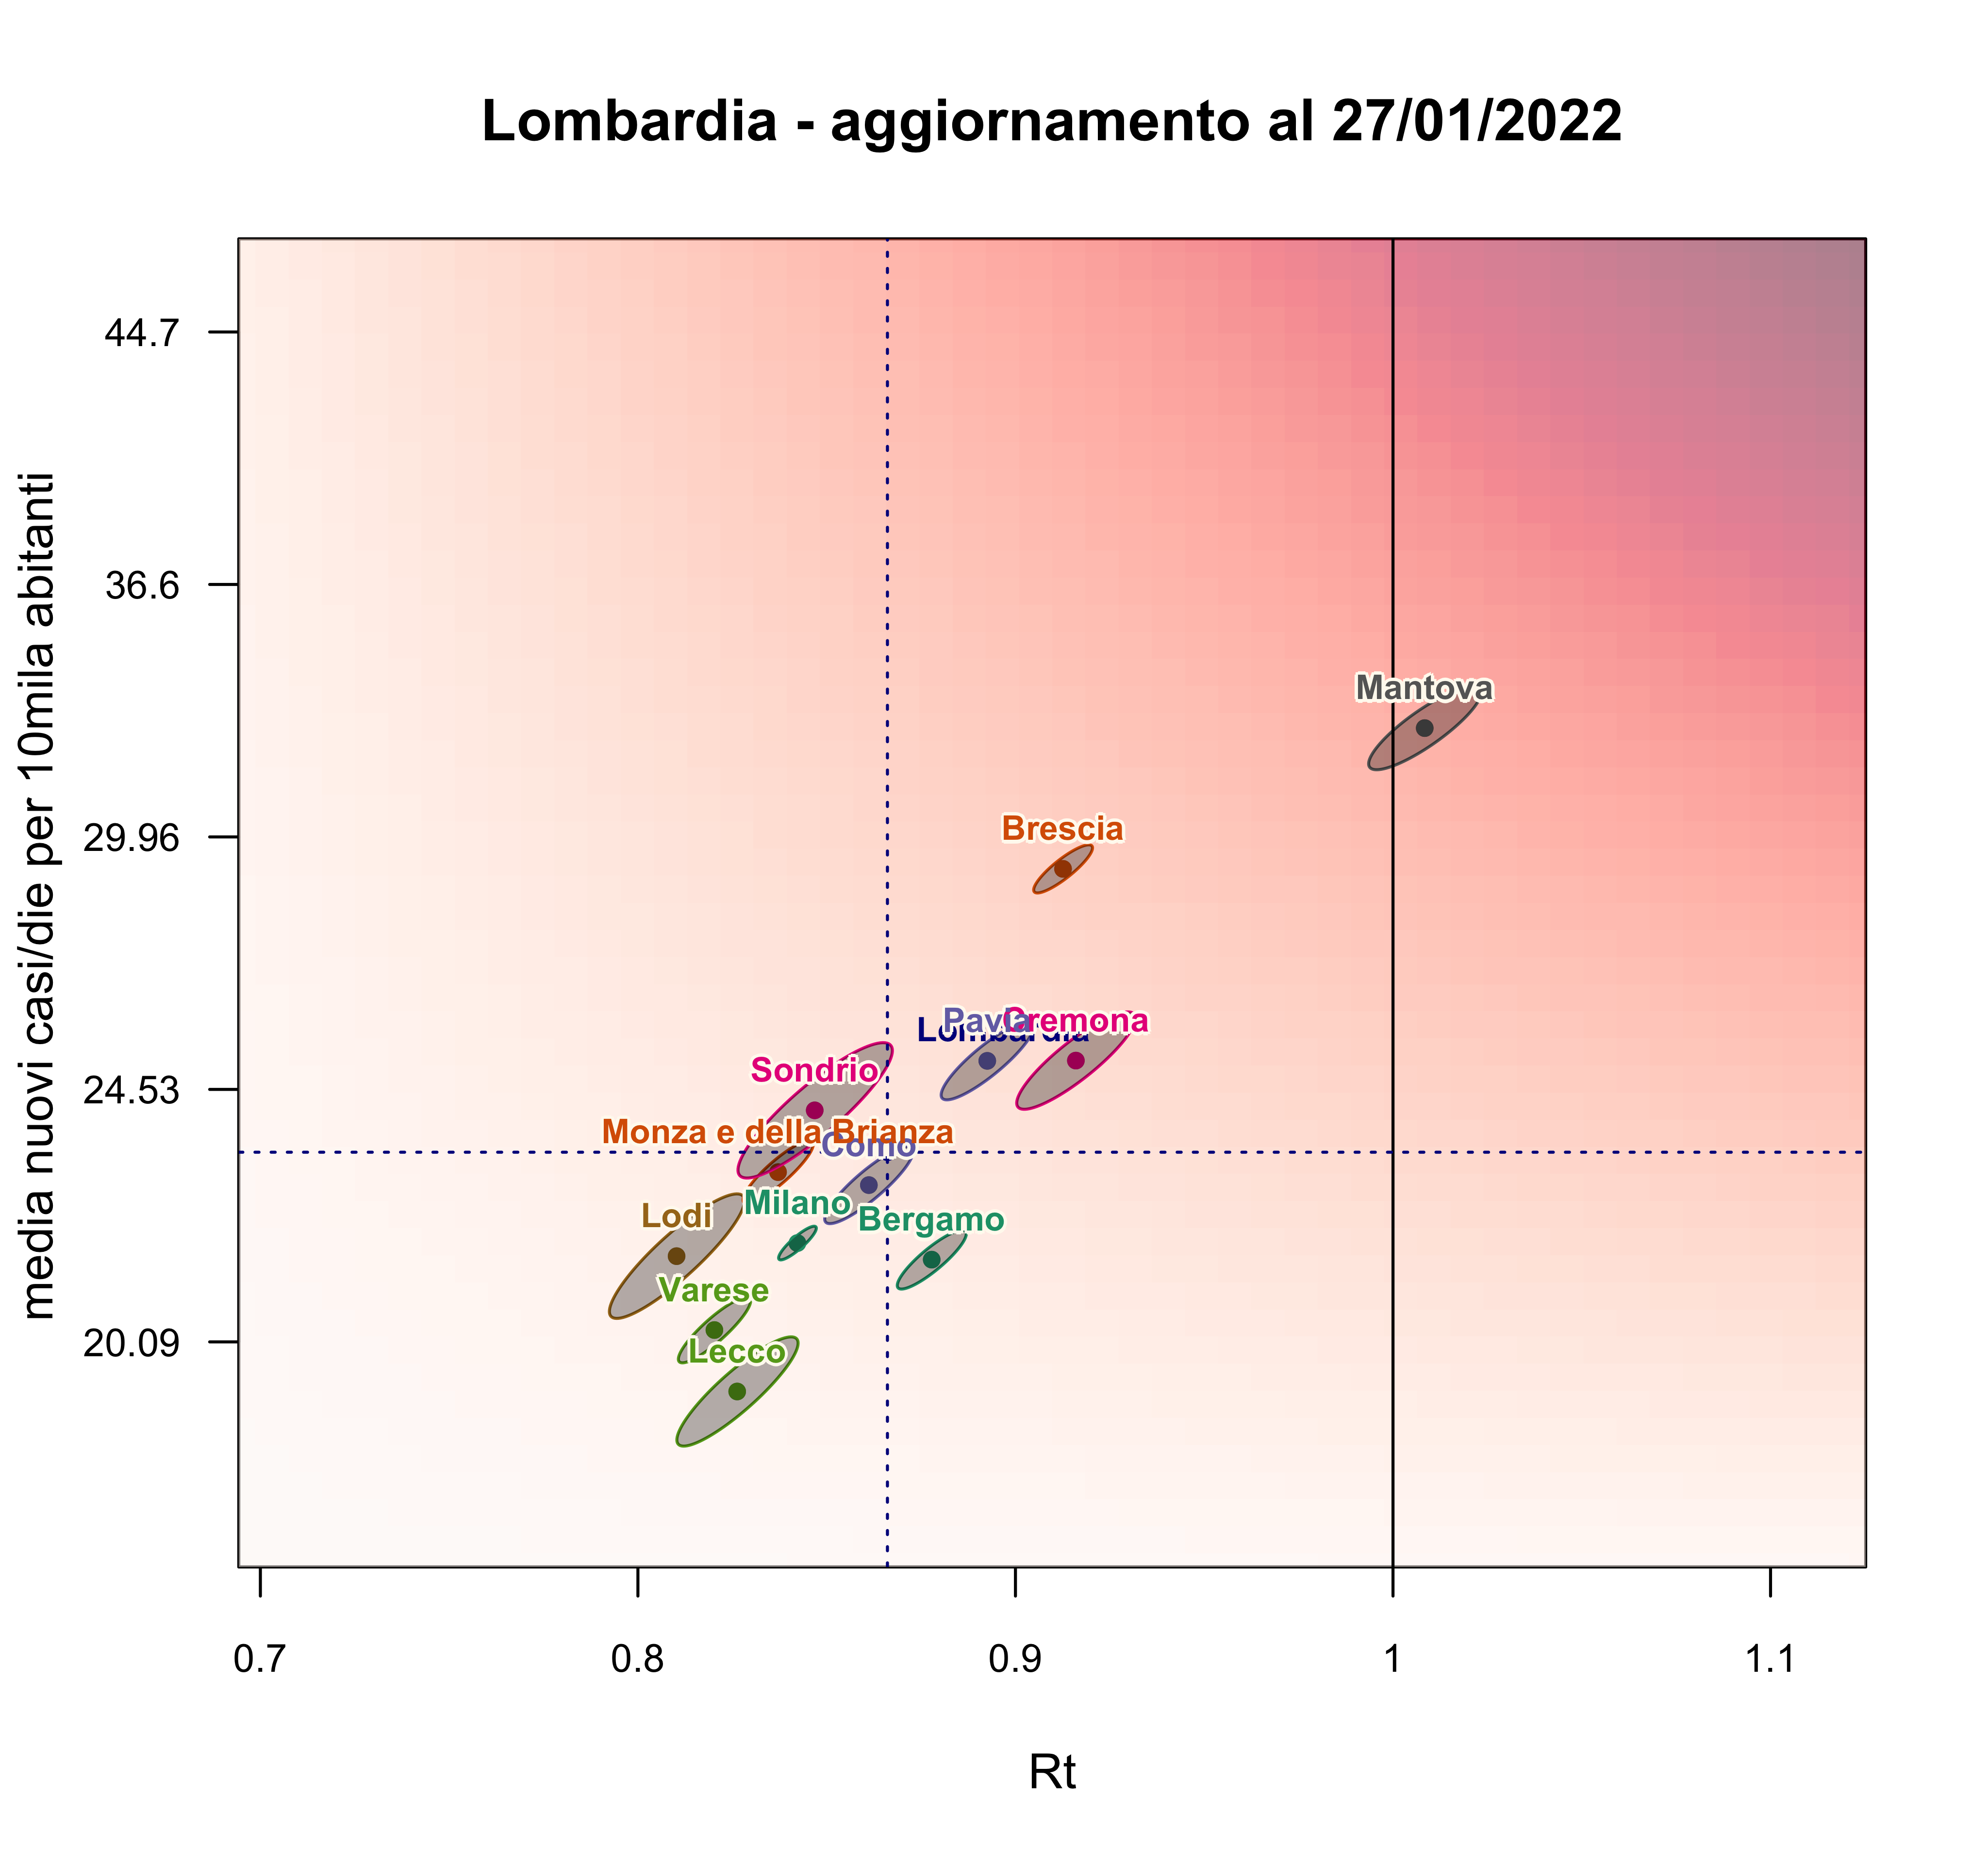 Lombardia - aggiornamento al 27/01/2022
media nuovi casi/die per 10mila abitanti
44.7
36.6
29.96
24.53
20.09
Mantova
Brescia
Pavia
Cremona
Lombardia
Sondrio
Monza e della Brianza
Como
Milano
Lodi
Bergamo
Varese
Lecco
0.7
0.8
0.9
1
1.1
Rt